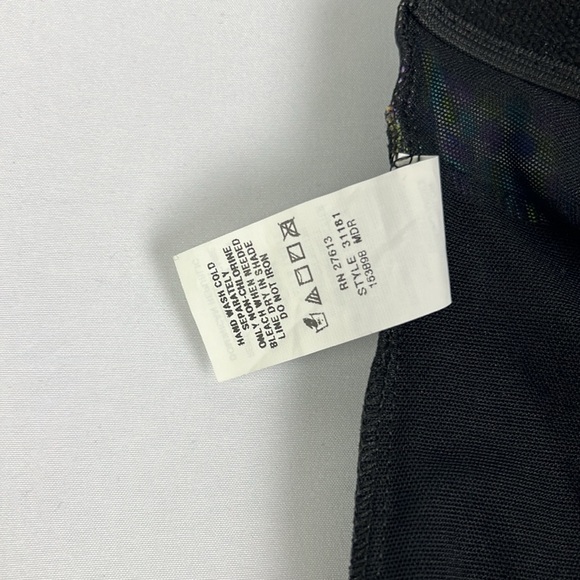 RN 27613
STYLE 31181
153898 MDR
HAND WASH COLD
SEPARATELY
ONLY NON-CHLORINE
BLEACH WHEN NEEDED
LINE DRY IN SHADE
DO NOT IRON